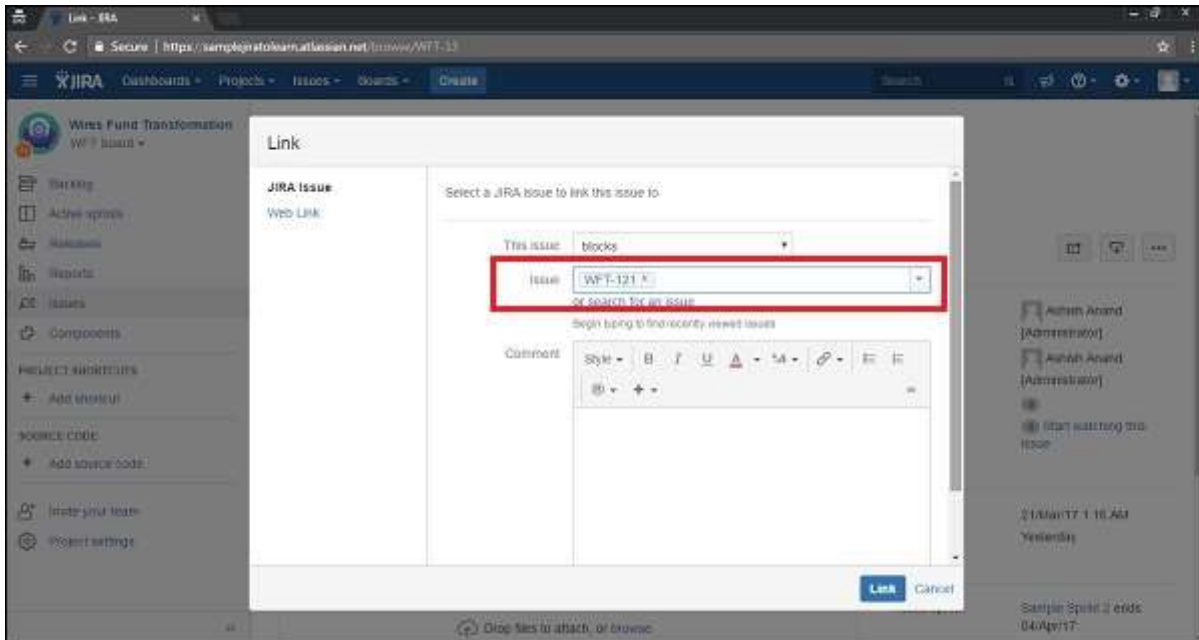 Link - JIRA
Secure | https://samplejiratolearn.atlassian.net/browse/WFT-13
JIRA Dashboards Projects Issues Boards Create Search
Wires Fund Transformation
WFT board
Backlog
Active sprints
Releases
Reports
Issues
Components
PROJECT SHORTCUTS
Add shortcut
SOURCE CODE
Add source code
Invite your team
Project settings
Link
JIRA Issue
Web Link
Select a JIRA issue to link this issue to
This issue blocks
Issue WFT-121
or search for an issue
Begin typing to find recently viewed issues
Comment
Style B I U A
Link Cancel
Drop files to attach, or browse.
Ashish Anand
[Administrator]
Ashish Anand
[Administrator]
Start watching this
issue
21/Mar/17 1:16 AM
Yesterday
Sample Sprint 2 ends
04/Apr/17